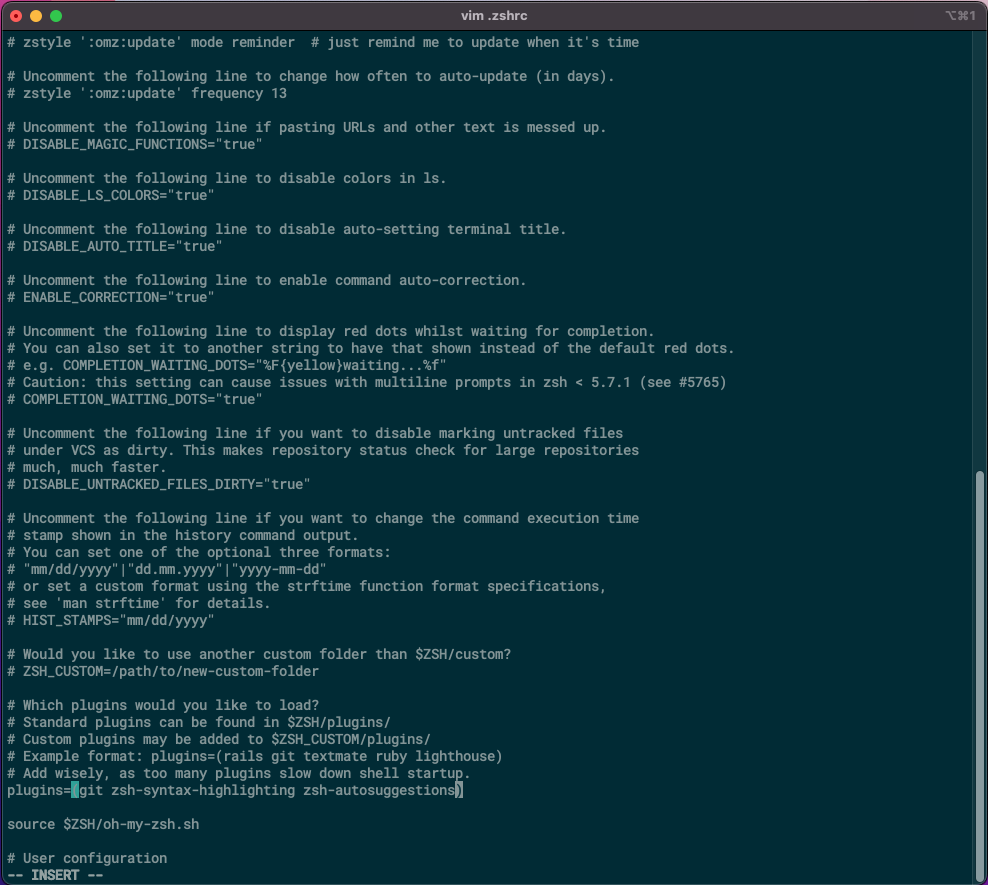 vim .zshrc
⌥⌘1
# zstyle ':omz:update' mode reminder  # just remind me to update when it's time
# Uncomment the following line to change how often to auto-update (in days).
# zstyle ':omz:update' frequency 13
# Uncomment the following line if pasting URLs and other text is messed up.
# DISABLE_MAGIC_FUNCTIONS="true"
# Uncomment the following line to disable colors in ls.
# DISABLE_LS_COLORS="true"
# Uncomment the following line to disable auto-setting terminal title.
# DISABLE_AUTO_TITLE="true"
# Uncomment the following line to enable command auto-correction.
# ENABLE_CORRECTION="true"
# Uncomment the following line to display red dots whilst waiting for completion.
# You can also set it to another string to have that shown instead of the default red dots.
# e.g. COMPLETION_WAITING_DOTS="%F{yellow}waiting...%f"
# Caution: this setting can cause issues with multiline prompts in zsh < 5.7.1 (see #5765)
# COMPLETION_WAITING_DOTS="true"
# Uncomment the following line if you want to disable marking untracked files
# under VCS as dirty. This makes repository status check for large repositories
# much, much faster.
# DISABLE_UNTRACKED_FILES_DIRTY="true"
# Uncomment the following line if you want to change the command execution time
# stamp shown in the history command output.
# You can set one of the optional three formats:
# "mm/dd/yyyy"|"dd.mm.yyyy"|"yyyy-mm-dd"
# or set a custom format using the strftime function format specifications,
# see 'man strftime' for details.
# HIST_STAMPS="mm/dd/yyyy"
# Would you like to use another custom folder than $ZSH/custom?
# ZSH_CUSTOM=/path/to/new-custom-folder
# Which plugins would you like to load?
# Standard plugins can be found in $ZSH/plugins/
# Custom plugins may be added to $ZSH_CUSTOM/plugins/
# Example format: plugins=(rails git textmate ruby lighthouse)
# Add wisely, as too many plugins slow down shell startup.
plugins=(git zsh-syntax-highlighting zsh-autosuggestions)
source $ZSH/oh-my-zsh.sh
# User configuration
-- INSERT --